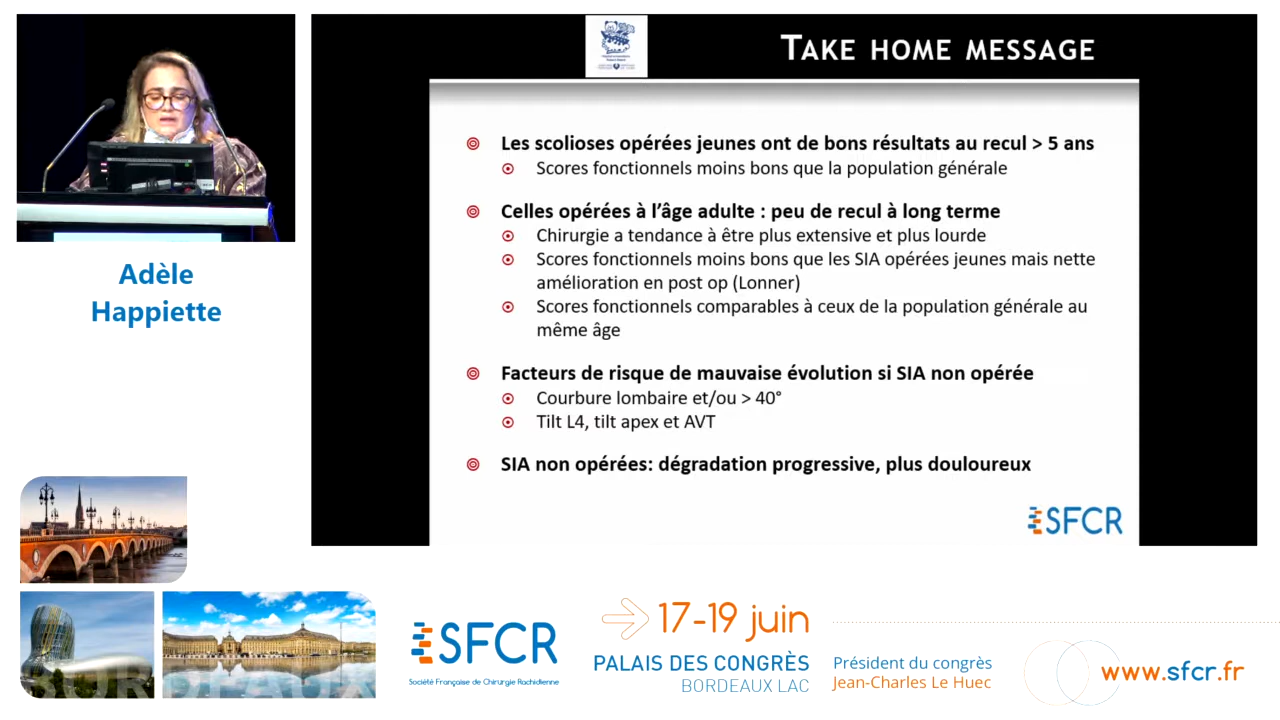 TAKE HOME MESSAGE
Les scolioses opérées jeunes ont de bons résultats au recul > 5 ans
Scores fonctionnels moins bons que la population générale
Celles opérées à l'âge adulte : peu de recul à long terme
Chirurgie a tendance à être plus extensive et plus lourde
Scores fonctionnels moins bons que les SIA opérées jeunes mais nette
amélioration en post op (Lonner)
Scores fonctionnels comparables à ceux de la population générale au
même âge
Facteurs de risque de mauvaise évolution si SIA non opérée
Courbure lombaire et/ou > 40°
Tilt L4, tilt apex et AVT
SIA non opérées: dégradation progressive, plus douloureux
SFCR
Adèle
Happiette
BORDEAUX
SFCR
Société Française de Chirurgie Rachidienne
17-19 juin
PALAIS DES CONGRÈS
BORDEAUX LAC
Président du congrès
Jean-Charles Le Huec
www.sfcr.fr